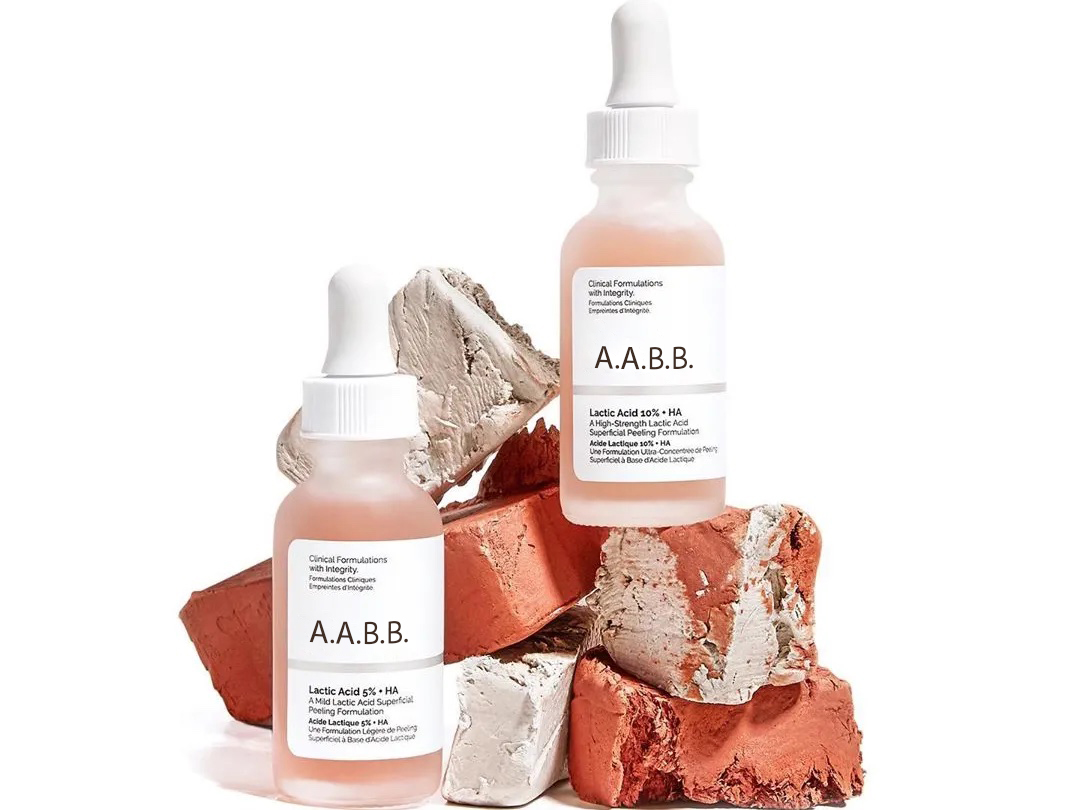 Clinical Formulations
with Integrity.
Formulations Cliniques
Empreintes d'Intégrité.
A.A.B.B.
Lactic Acid 5% + HA
A Mild Lactic Acid Superficial
Peeling Formulation
Acide Lactique 5% + HA
Une Formulation Légère de Peeling
Superficiel à Base d'Acide Lactique
Clinical Formulations
with Integrity.
Formulations Cliniques
Empreintes d'Intégrité.
A.A.B.B.
Lactic Acid 10% + HA
A High-Strength Lactic Acid
Superficial Peeling Formulation
Acide Lactique 10% + HA
Une Formulation Ultra-Concentrée de Peeling
Superficiel à Base d'Acide Lactique